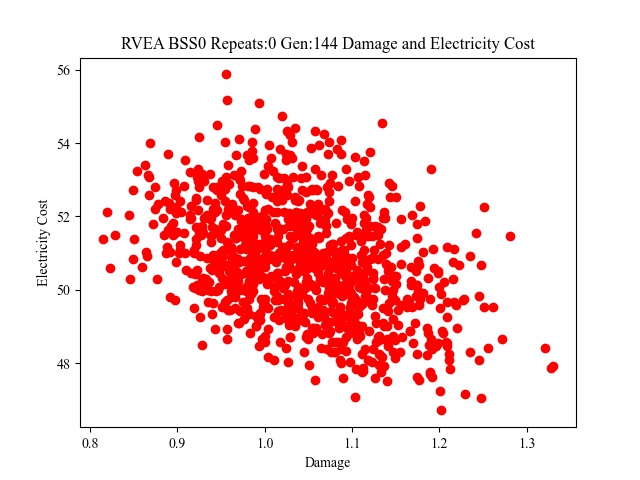 RVEA BSS0 Repeats:0 Gen:144 Damage and Electricity Cost
56
54
52
50
48
Electricity Cost
0.8 0.9 1.0 1.1 1.2 1.3
Damage